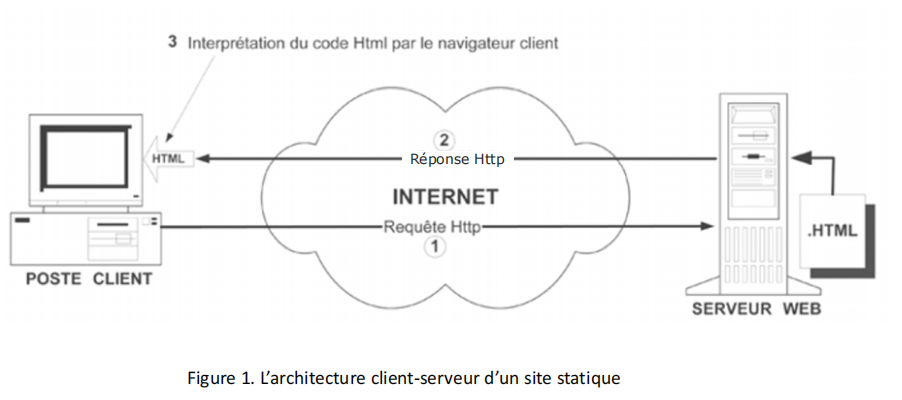 3 Interprétation du code Html par le navigateur client
2
HTML
Réponse Http
INTERNET
Requête Http
1
.HTML
POSTE CLIENT
SERVEUR WEB
Figure 1. L’architecture client-serveur d’un site statique